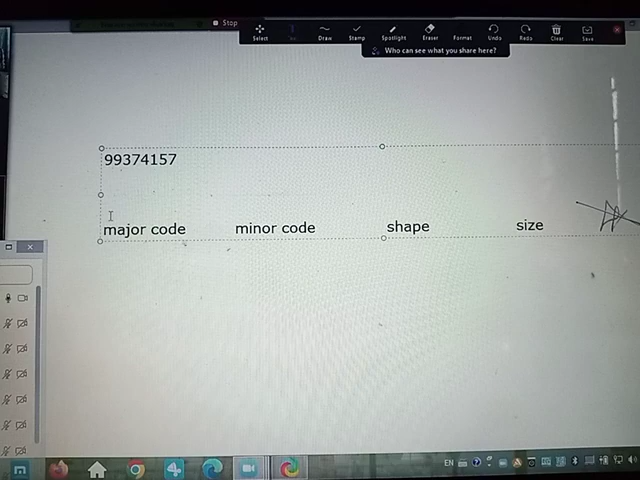 Stop
Select Draw Stamp Spotlight Eraser Format Undo Redo Clear Save
Who can see what you share here?
99374157
major code minor code shape size
EN